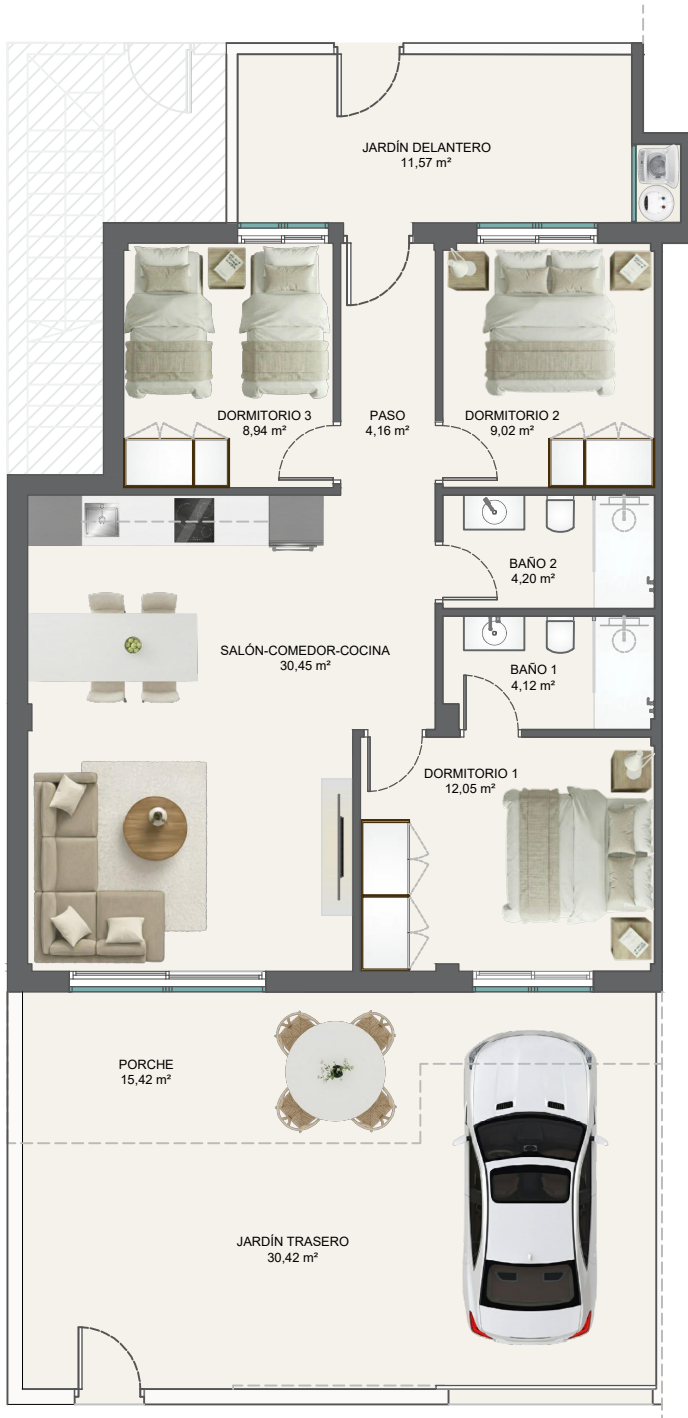 JARDÍN DELANTERO
11,57 m²
DORMITORIO 3
8,94 m²
PASO
4,16 m²
DORMITORIO 2
9,02 m²
BAÑO 2
4,20 m²
SALÓN-COMEDOR-COCINA
30,45 m²
BAÑO 1
4,12 m²
DORMITORIO 1
12,05 m²
PORCHE
15,42 m²
JARDÍN TRASERO
30,42 m²